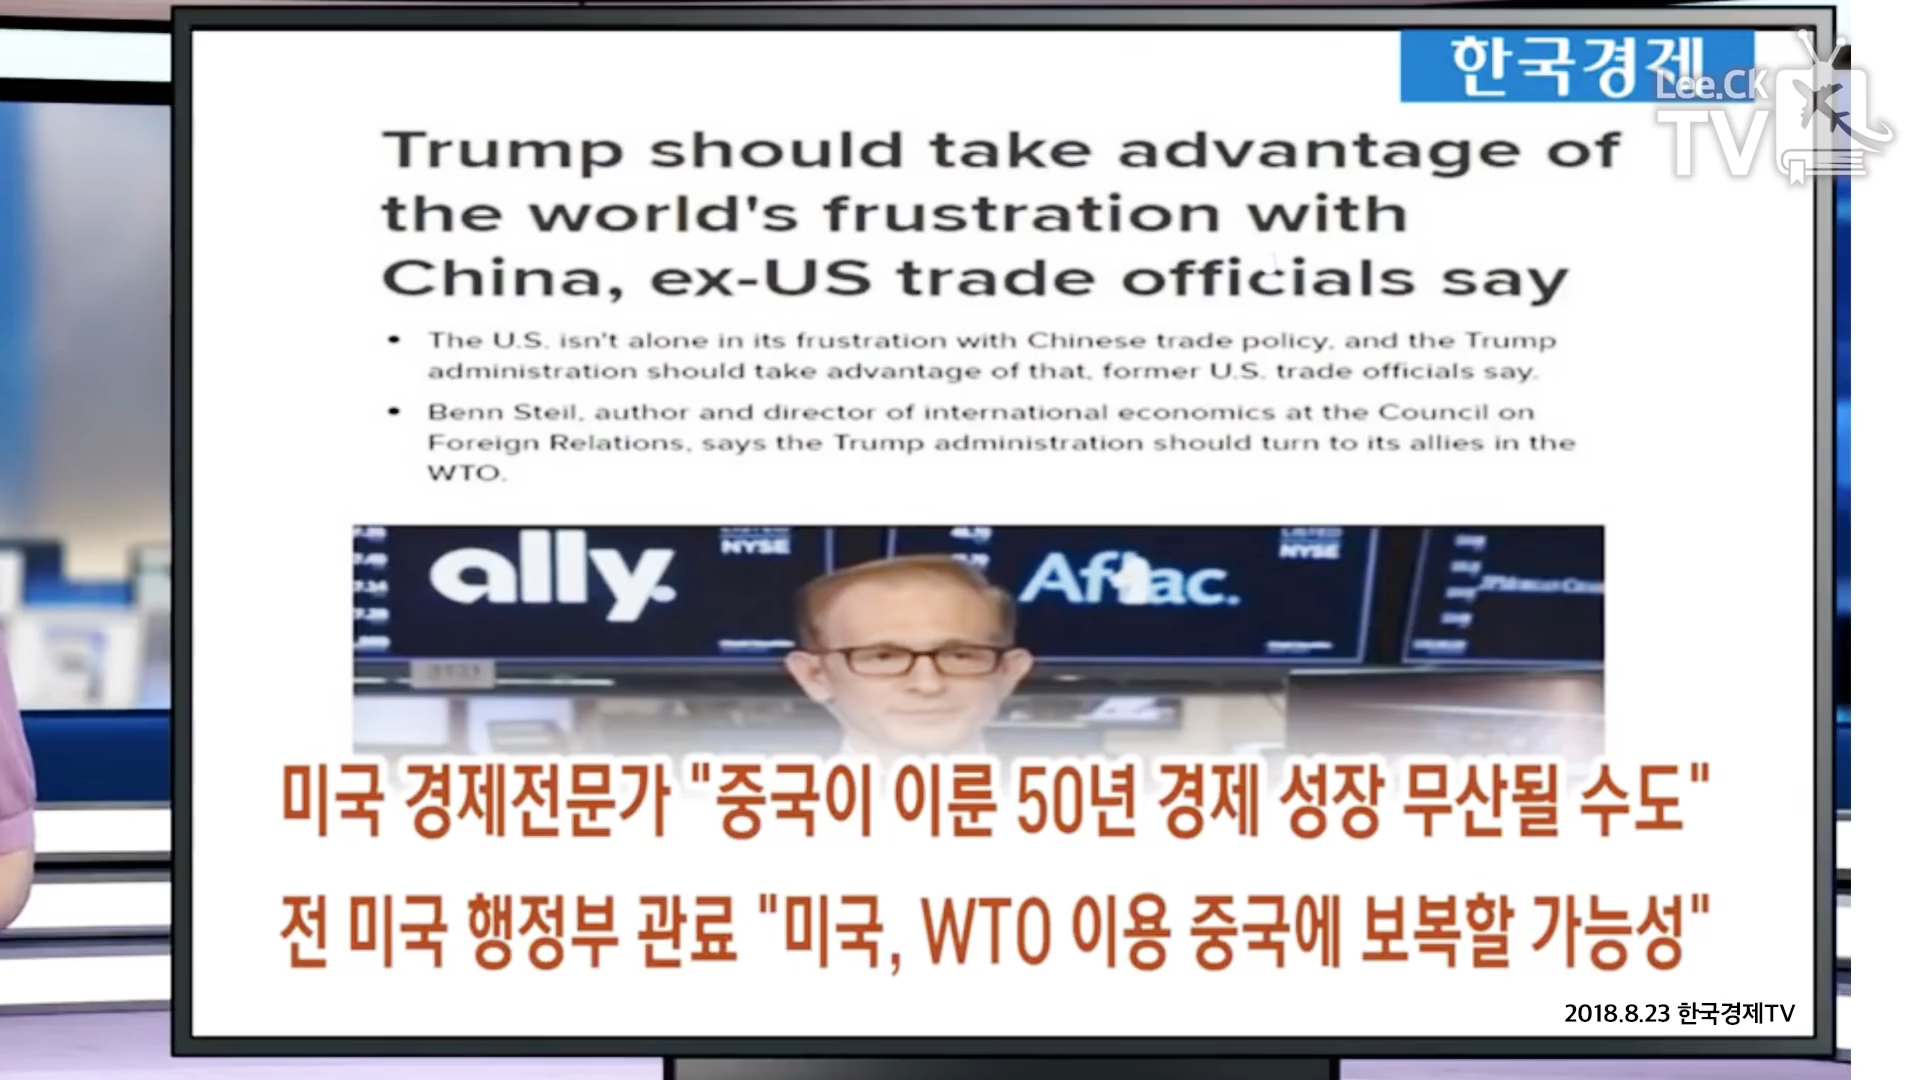 한국경제
Lee.CK
TV
Trump should take advantage of
the world's frustration with
China, ex-US trade officials say
• The U.S. isn't alone in its frustration with Chinese trade policy, and the Trump
administration should take advantage of that, former U.S. trade officials say.
• Benn Steil, author and director of international economics at the Council on
Foreign Relations, says the Trump administration should turn to its allies in the
WTO.
ally.
NYSE
Aflac.
NYSE
미국 경제전문가 "중국이 이룬 50년 경제 성장 무산될 수도"
전 미국 행정부 관료 "미국, WTO 이용 중국에 보복할 가능성"
2018.8.23 한국경제TV